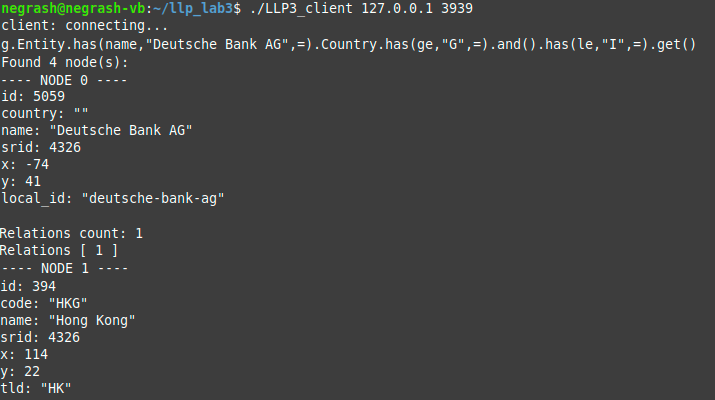 negrash@negrash-vb:~/llp_lab3$ ./LLP3_client 127.0.0.1 3939
client: connecting...
g.Entity.has(name,"Deutsche Bank AG",=).Country.has(ge,"G",=).and().has(le,"I",=).get()
Found 4 node(s):
---- NODE 0 ----
id: 5059
country: ""
name: "Deutsche Bank AG"
srid: 4326
x: -74
y: 41
local_id: "deutsche-bank-ag"
Relations count: 1
Relations [ 1 ]
---- NODE 1 ----
id: 394
code: "HKG"
name: "Hong Kong"
srid: 4326
x: 114
y: 22
tld: "HK"